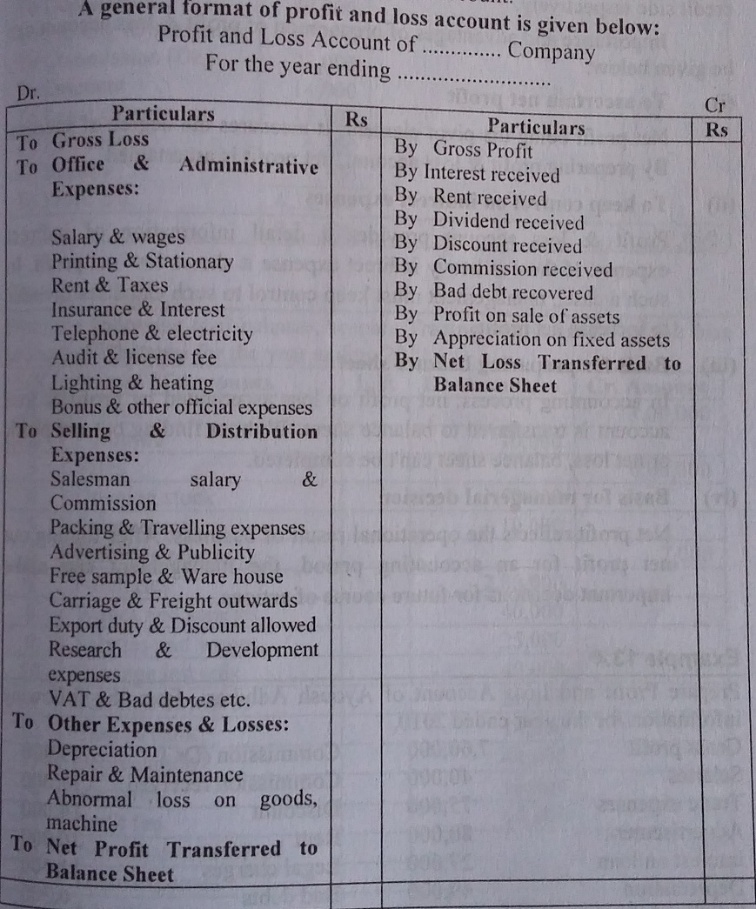 A general format of profit and loss account is given below:
Profit and Loss Account of .............. Company
For the year ending ...........................
Dr.
Cr
Particulars
Rs
Particulars
Rs
To Gross Loss
To Office & Administrative
Expenses:
Salary & wages
Printing & Stationary
Rent & Taxes
Insurance & Interest
Telephone & electricity
Audit & license fee
Lighting & heating
Bonus & other official expenses
To Selling & Distribution
Expenses:
Salesman salary &
Commission
Packing & Travelling expenses
Advertising & Publicity
Free sample & Ware house
Carriage & Freight outwards
Export duty & Discount allowed
Research & Development
expenses
VAT & Bad debtes etc.
To Other Expenses & Losses:
Depreciation
Repair & Maintenance
Abnormal loss on goods,
machine
To Net Profit Transferred to
Balance Sheet
By Gross Profit
By Interest received
By Rent received
By Dividend received
By Discount received
By Commission received
By Bad debt recovered
By Profit on sale of assets
By Appreciation on fixed assets
By Net Loss Transferred to
Balance Sheet